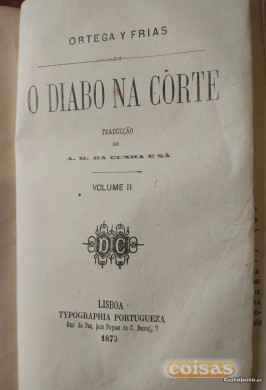 ORTEGA Y FRIAS
O DIABO NA CÔRTE
TRADUCÇÃO
DE
A. M. DA CUNHA E SÁ
VOLUME II
DC
LISBOA
TYPOGRAPHIA PORTUGUEZA
1873
coisas